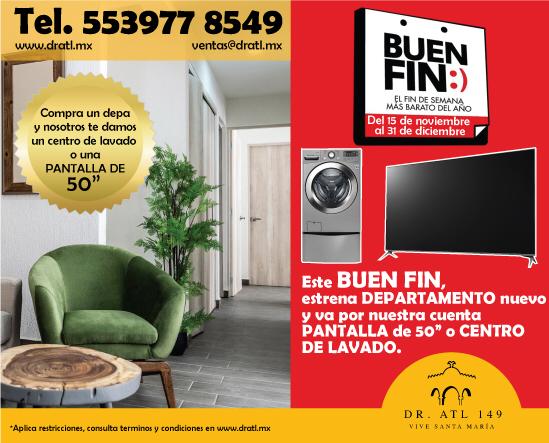 Tel. 553977 8549
www.dratl.mx ventas@dratl.mx
Compra un depa
y nosotros te damos
un centro de lavado
o una
PANTALLA DE
50”
BUEN
FIN:)
EL FIN DE SEMANA
MÁS BARATO DEL AÑO
Del 15 de noviembre
al 31 de diciembre
Este BUEN FIN,
estrena DEPARTAMENTO nuevo
y va por nuestra cuenta
PANTALLA de 50” o CENTRO
DE LAVADO.
DR. ATL 149
VIVE SANTA MARÍA
*Aplica restricciones, consulta terminos y condiciones en www.dratl.mx